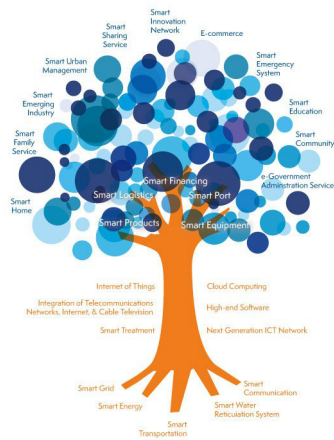 Smart
Sharing
Service
Smart
Innovation
Network
E-commerce
Smart Urban
Management
Smart
Emergency
System
Smart
Emerging
Industry
Smart
Education
Smart
Family
Service
Smart
Community
e-Government
Adminstration Service
Smart
Home
Smart Financing
Smart Logistics
Smart Port
Smart Products
Smart Equipment
Internet of Things
Cloud Computing
Integration of Telecommunications
Networks, Internet, & Cable Television
High-end Software
Smart Treatment
Next Generation ICT Network
Smart Grid
Smart
Communication
Smart Energy
Smart Water
Reticulation System
Smart
Transportation